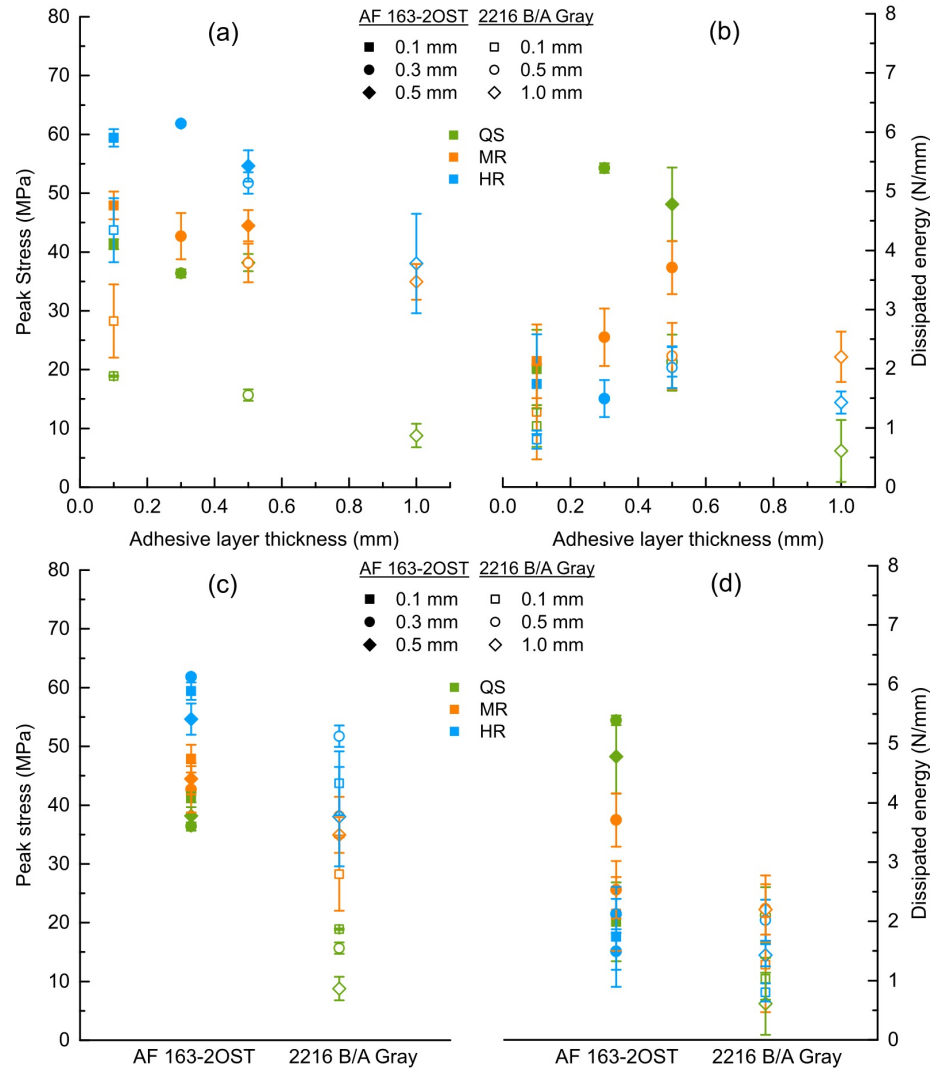 (a)
(b)
AF 163-2OST 2216 B/A Gray
0.1 mm 0.1 mm
0.3 mm 0.5 mm
0.5 mm 1.0 mm
QS
MR
HR
Peak Stress (MPa)
80
70
60
50
40
30
20
10
0
0.0 0.2 0.4 0.6 0.8 1.0
Adhesive layer thickness (mm)
0.0 0.2 0.4 0.6 0.8 1.0
Adhesive layer thickness (mm)
8
7
6
5
4
3
2
1
0
Dissipated energy (N/mm)
(c)
(d)
AF 163-2OST 2216 B/A Gray
0.1 mm 0.1 mm
0.3 mm 0.5 mm
0.5 mm 1.0 mm
QS
MR
HR
Peak stress (MPa)
80
70
60
50
40
30
20
10
0
AF 163-2OST 2216 B/A Gray
AF 163-2OST 2216 B/A Gray
8
7
6
5
4
3
2
1
0
Dissipated energy (N/mm)